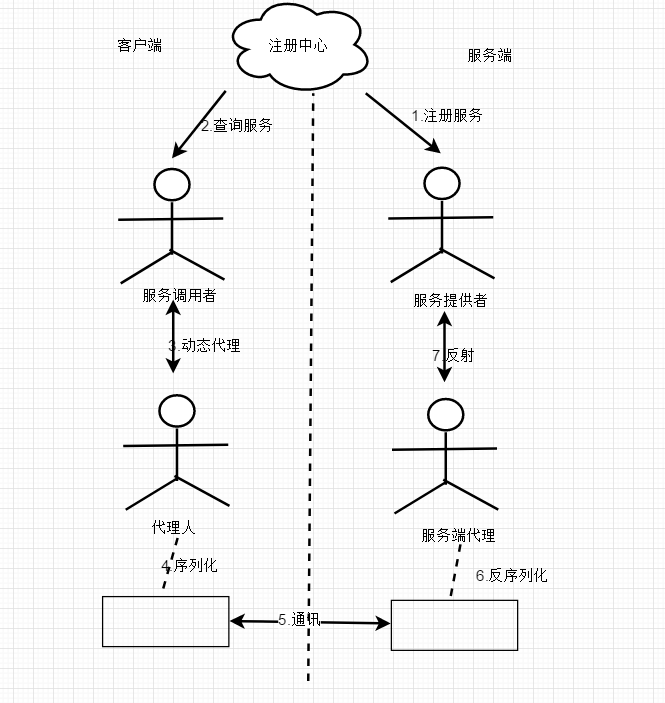 客户端
注册中心
服务端
2.查询服务
1.注册服务
服务调用者
服务提供者
3.动态代理
7.反射
代理人
服务端代理
4.序列化
6.反序列化
5.通讯